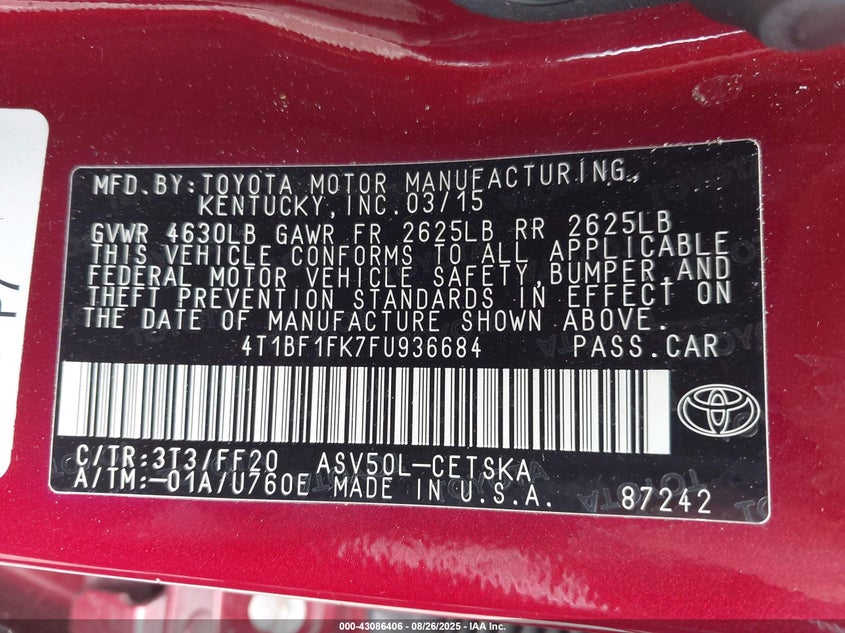 MFD.BY:TOYOTA MOTOR MANUFACTURING,
KENTUCKY,INC.03/15
GVWR 4630LB GAWR FR 2625LB RR 2625LB
THIS VEHICLE CONFORMS TO ALL APPLICABLE
FEDERAL MOTOR VEHICLE SAFETY,BUMPER,AND
THEFT PREVENTION STANDARDS IN EFFECT ON
THE DATE OF MANUFACTURE SHOWN ABOVE.
4T1BF1FK7FU936684 PASS.CAR
C/TR:3T3/FF20 ASV50L-CETSKA
A/TM:-01A/U760E MADE IN U.S.A. 87242
000-43086406 - 08/26/2025 - IAA Inc.